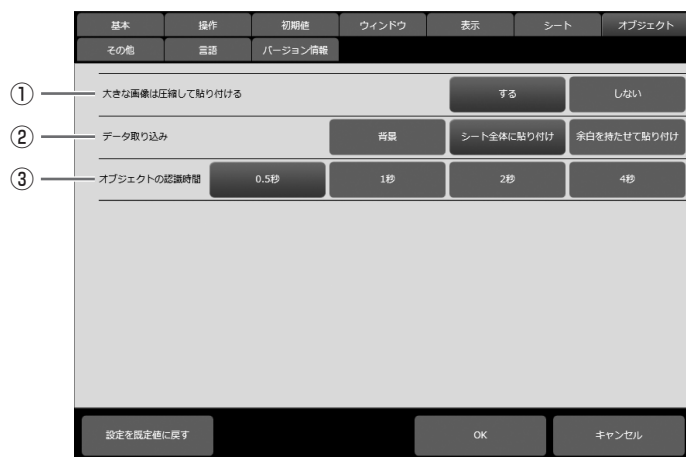 基本 操作 初期値 ウィンドウ 表示 シート オブジェクト
その他 言語 バージョン情報
① 大きな画像は圧縮して貼り付ける する しない
② データ取り込み 背景 シート全体に貼り付け 余白を持たせて貼り付け
③ オブジェクトの認識時間 0.5秒 1秒 2秒 4秒
設定を既定値に戻す OK キャンセル